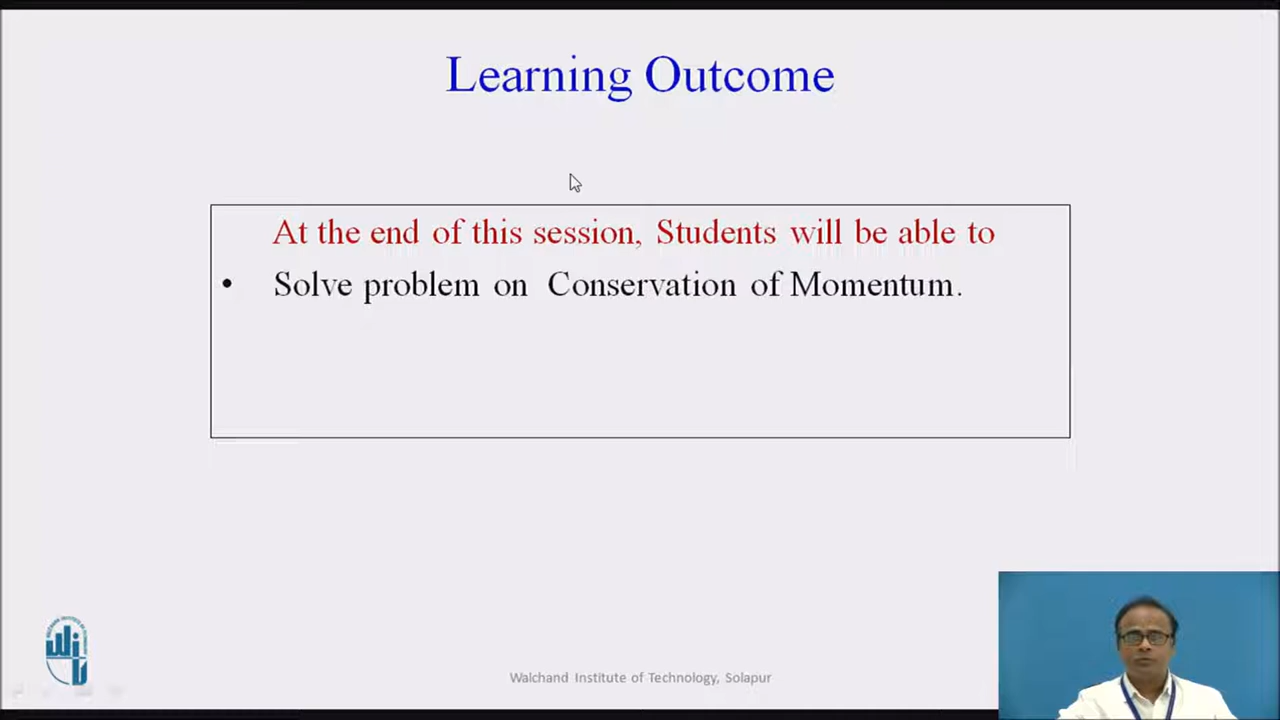 Learning Outcome
At the end of this session, Students will be able to
• Solve problem on Conservation of Momentum.
Walchand Institute of Technology, Solapur